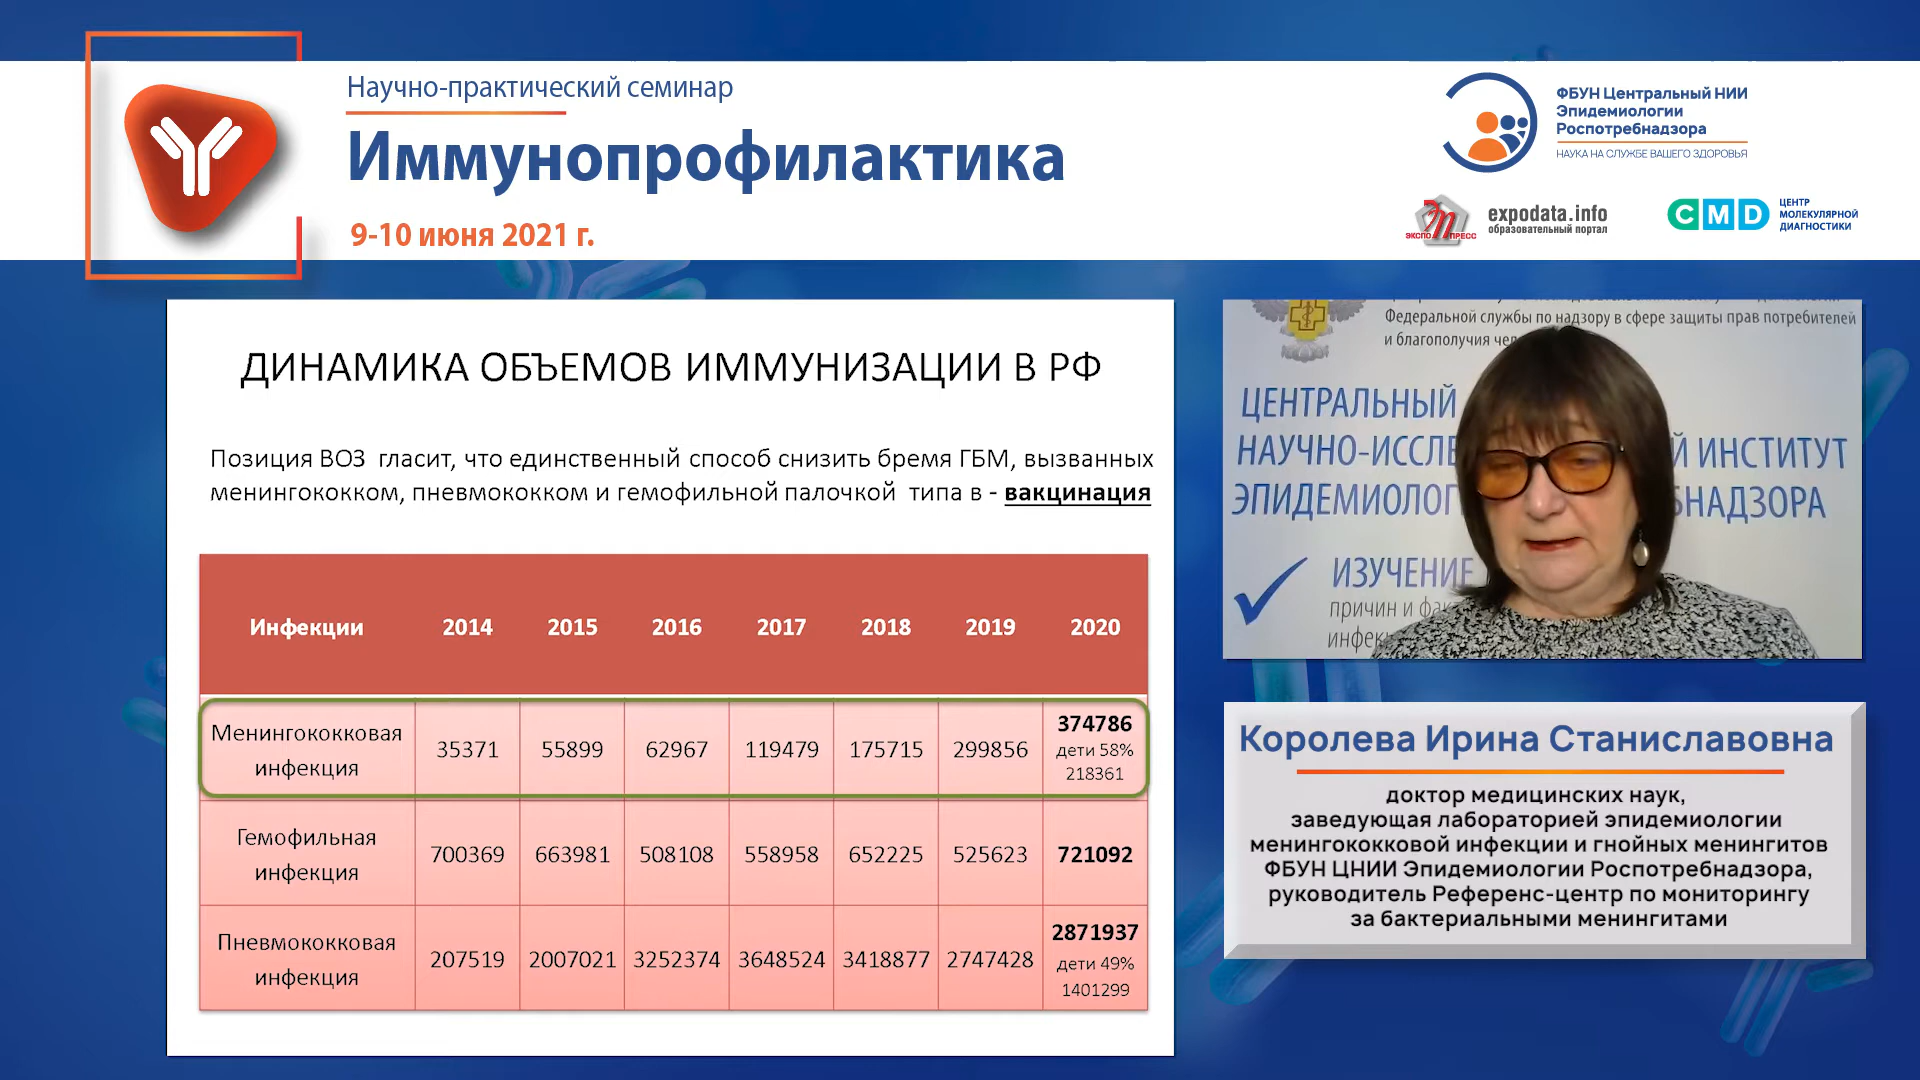 Научно-практический семинар
Иммунопрофилактика
9-10 июня 2021 г.
ФБУН Центральный НИИ
Эпидемиологии
Роспотребнадзора
НАУКА НА СЛУЖБЕ ВАШЕГО ЗДОРОВЬЯ
ЭКСПО ПРЕСС
expodata.info
образовательный портал
CMD
ЦЕНТР
МОЛЕКУЛЯРНОЙ
ДИАГНОСТИКИ
ДИНАМИКА ОБЪЕМОВ ИММУНИЗАЦИИ В РФ
Позиция ВОЗ гласит, что единственный способ снизить бремя ГБМ, вызванных
менингококком, пневмококком и гемофильной палочкой типа в - вакцинация
Инфекции 2014 2015 2016 2017 2018 2019 2020
Менингококковая инфекция 35371 55899 62967 119479 175715 299856 374786 дети 58% 218361
Гемофильная инфекция 700369 663981 508108 558958 652225 525623 721092
Пневмококковая инфекция 207519 2007021 3252374 3648524 3418877 2747428 2871937 дети 49% 1401299
Федеральной службы по надзору в сфере защиты прав потребителей
и благополучия чел
ЦЕНТРАЛЬНЫЙ
НАУЧНО-ИССЛЕ Й ИНСТИТУТ
ЭПИДЕМИОЛОГ БНАДЗОРА
ИЗУЧЕНИЕ
причин и фак
инфек
Королева Ирина Станиславовна
доктор медицинских наук,
заведующая лабораторией эпидемиологии
менингококковой инфекции и гнойных менингитов
ФБУН ЦНИИ Эпидемиологии Роспотребнадзора,
руководитель Референс-центр по мониторингу
за бактериальными менингитами